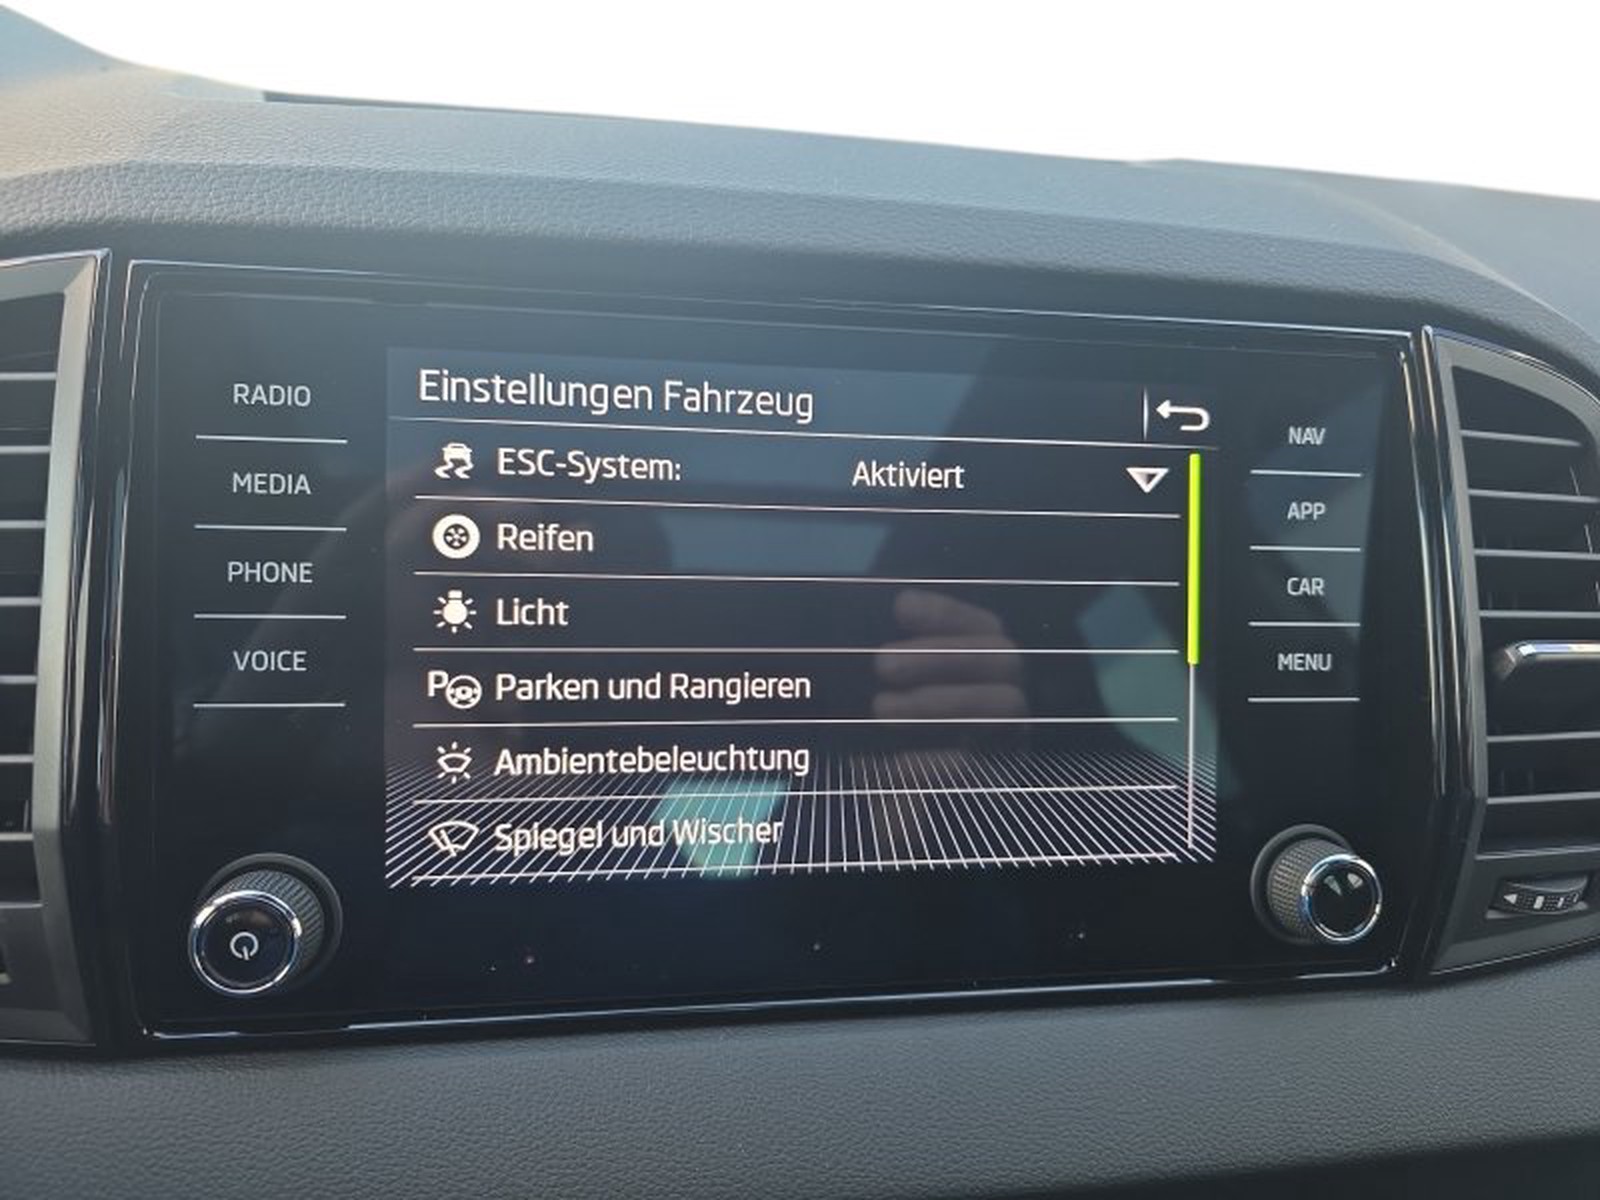 RADIO
MEDIA
PHONE
VOICE
Einstellungen Fahrzeug
ESC-System: Aktiviert
Reifen
Licht
P Parken und Rangieren
Ambientebeleuchtung
Spiegel und Wischer
NAV
APP
CAR
MENU